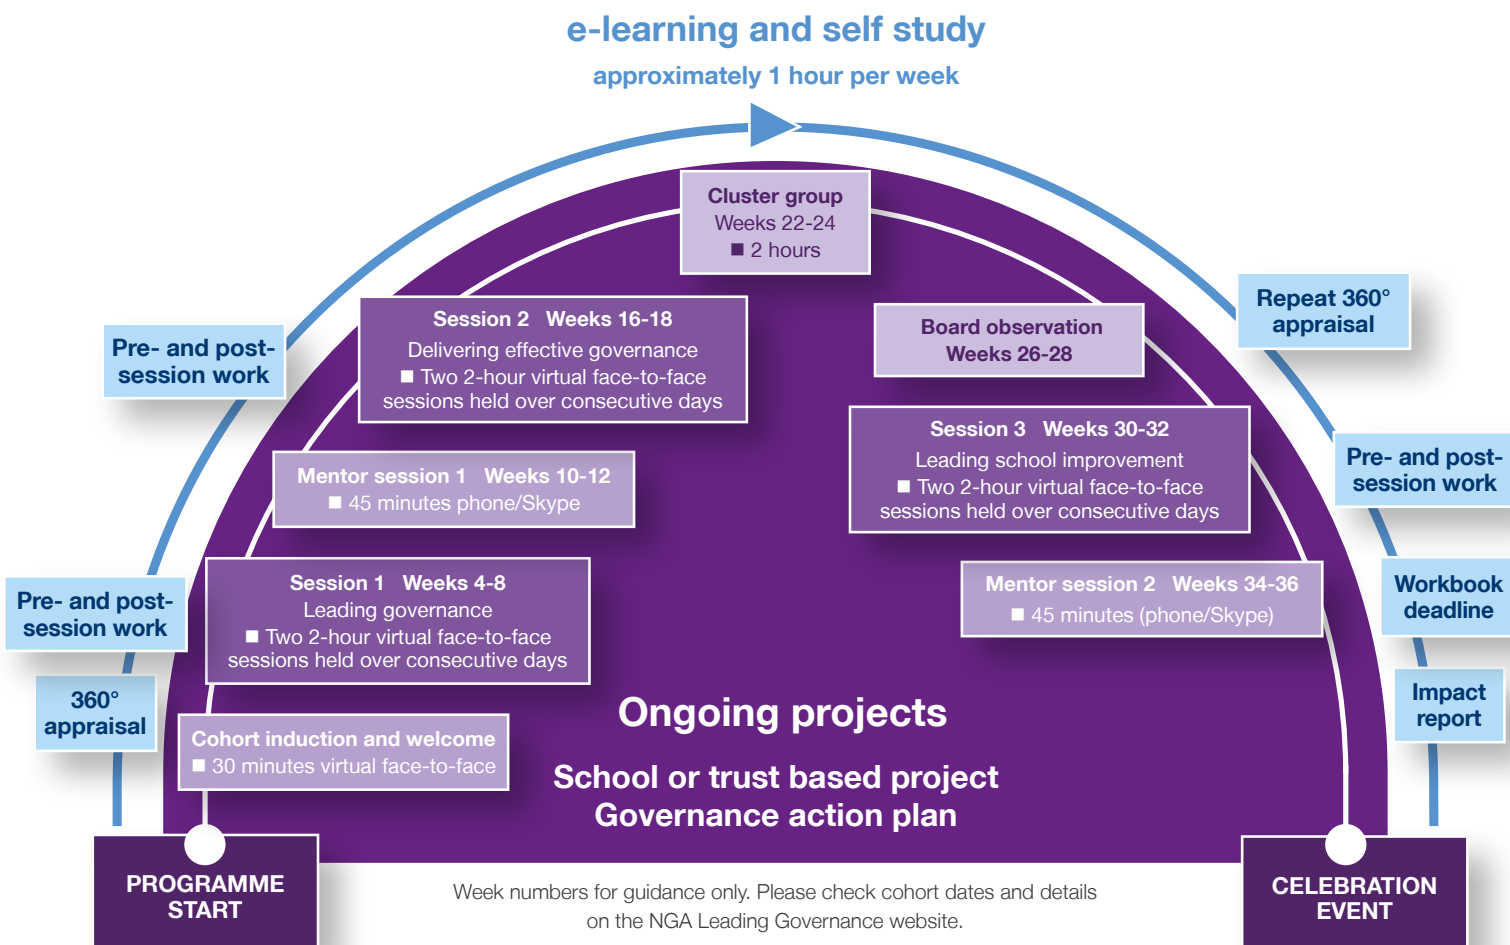 e-learning and self study
approximately 1 hour per week
Cluster group
Weeks 22-24
■ 2 hours
Session 2 Weeks 16-18
Delivering effective governance
■ Two 2-hour virtual face-to-face
sessions held over consecutive days
Board observation
Weeks 26-28
Repeat 360°
appraisal
Pre- and post-
session work
Mentor session 1 Weeks 10-12
■ 45 minutes phone/Skype
Session 3 Weeks 30-32
Leading school improvement
■ Two 2-hour virtual face-to-face
sessions held over consecutive days
Pre- and post-
session work
Pre- and post-
session work
Session 1 Weeks 4-8
Leading governance
■ Two 2-hour virtual face-to-face
sessions held over consecutive days
Mentor session 2 Weeks 34-36
■ 45 minutes (phone/Skype)
Workbook
deadline
360°
appraisal
Cohort induction and welcome
■ 30 minutes virtual face-to-face
Impact
report
Ongoing projects
School or trust based project
Governance action plan
PROGRAMME
START
Week numbers for guidance only. Please check cohort dates and details
on the NGA Leading Governance website.
CELEBRATION
EVENT